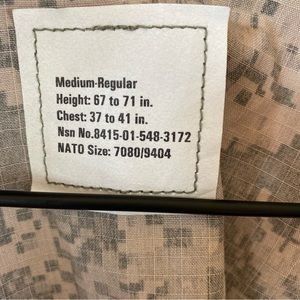 Medium-Regular
Height: 67 to 71 in.
Chest: 37 to 41 in.
Nsn No.8415-01-548-3172
NATO Size: 7080/9404